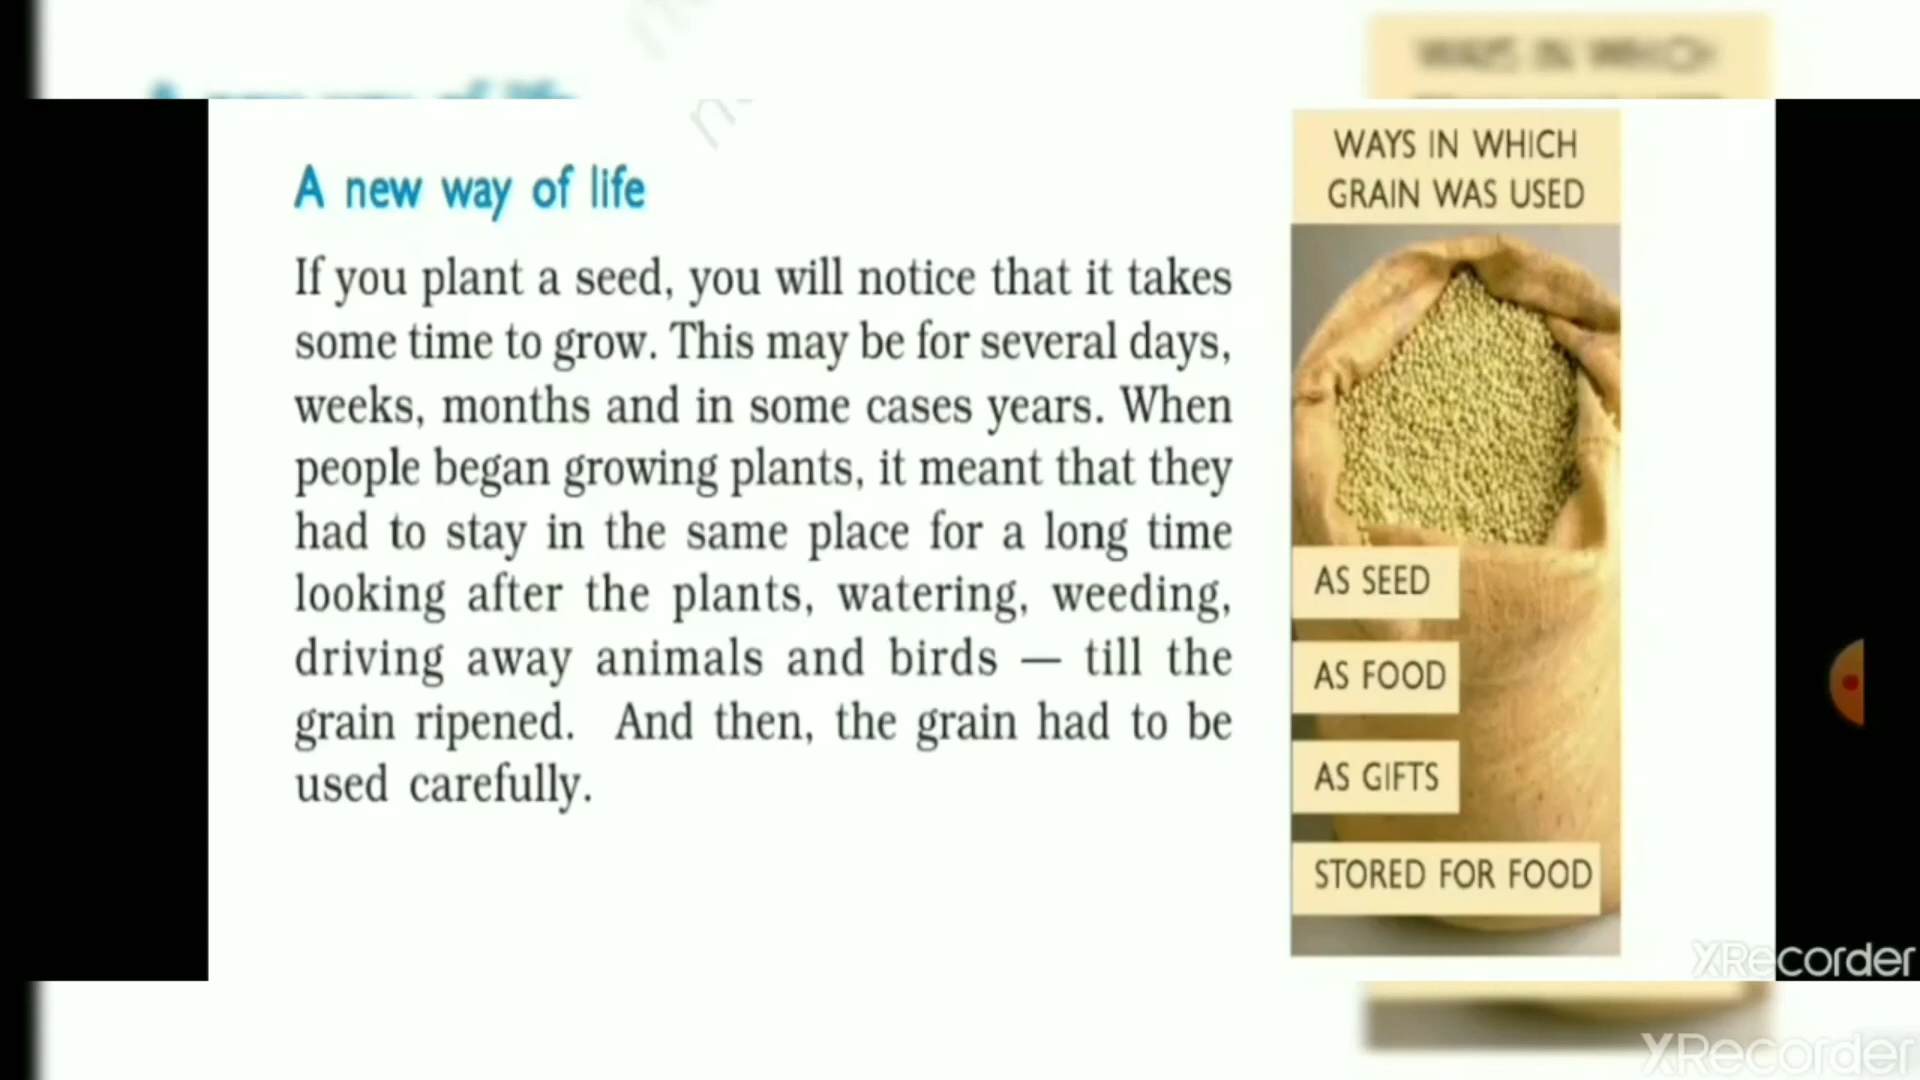 A new way of life
If you plant a seed, you will notice that it takes
some time to grow. This may be for several days,
weeks, months and in some cases years. When
people began growing plants, it meant that they
had to stay in the same place for a long time
looking after the plants, watering, weeding,
driving away animals and birds — till the
grain ripened. And then, the grain had to be
used carefully.
WAYS IN WHICH
GRAIN WAS USED
AS SEED
AS FOOD
AS GIFTS
STORED FOR FOOD
XRecorder
XRecorder